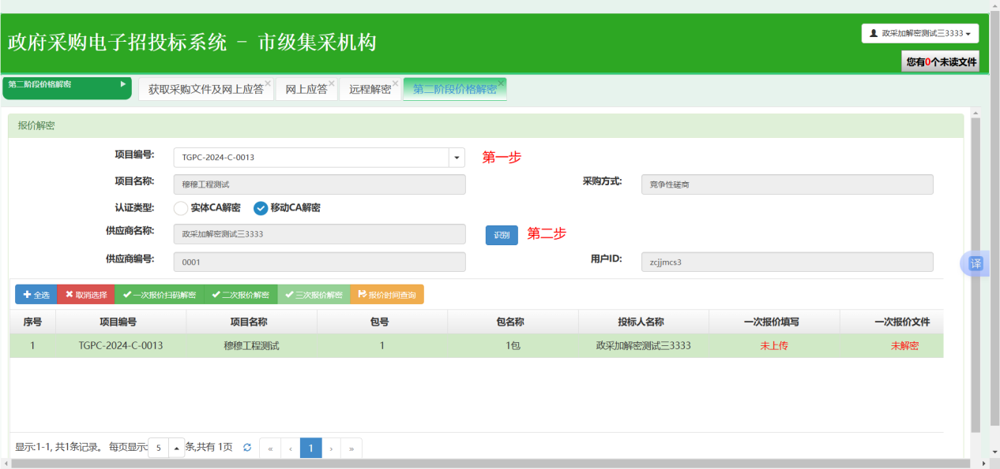 政府采购电子招投标系统 - 市级集采机构
政采加解密测试三3333
您有0个未读文件
第二阶段价格解密
获取采购文件及网上应答 网上应答 远程解密 第二阶段价格解密
报价解密
项目编号: TGPC-2024-C-0013 第一步
项目名称: 穆穆工程测试 采购方式: 竞争性磋商
认证类型: 实体CA解密 移动CA解密
供应商名称: 政采加解密测试三3333 识别 第二步
供应商编号: 0001 用户ID: zcjjmcs3
译
全选 取消选择 一次报价扫码解密 二次报价解密 三次报价解密 报价时间查询
序号 项目编号 项目名称 包号 包名称 投标人名称 一次报价填写 一次报价文件
1 TGPC-2024-C-0013 穆穆工程测试 1 1包 政采加解密测试三3333 未上传 未解密
显示:1-1, 共1条记录。 每页显示: 5 条,共有 1页 « ‹ 1 › »